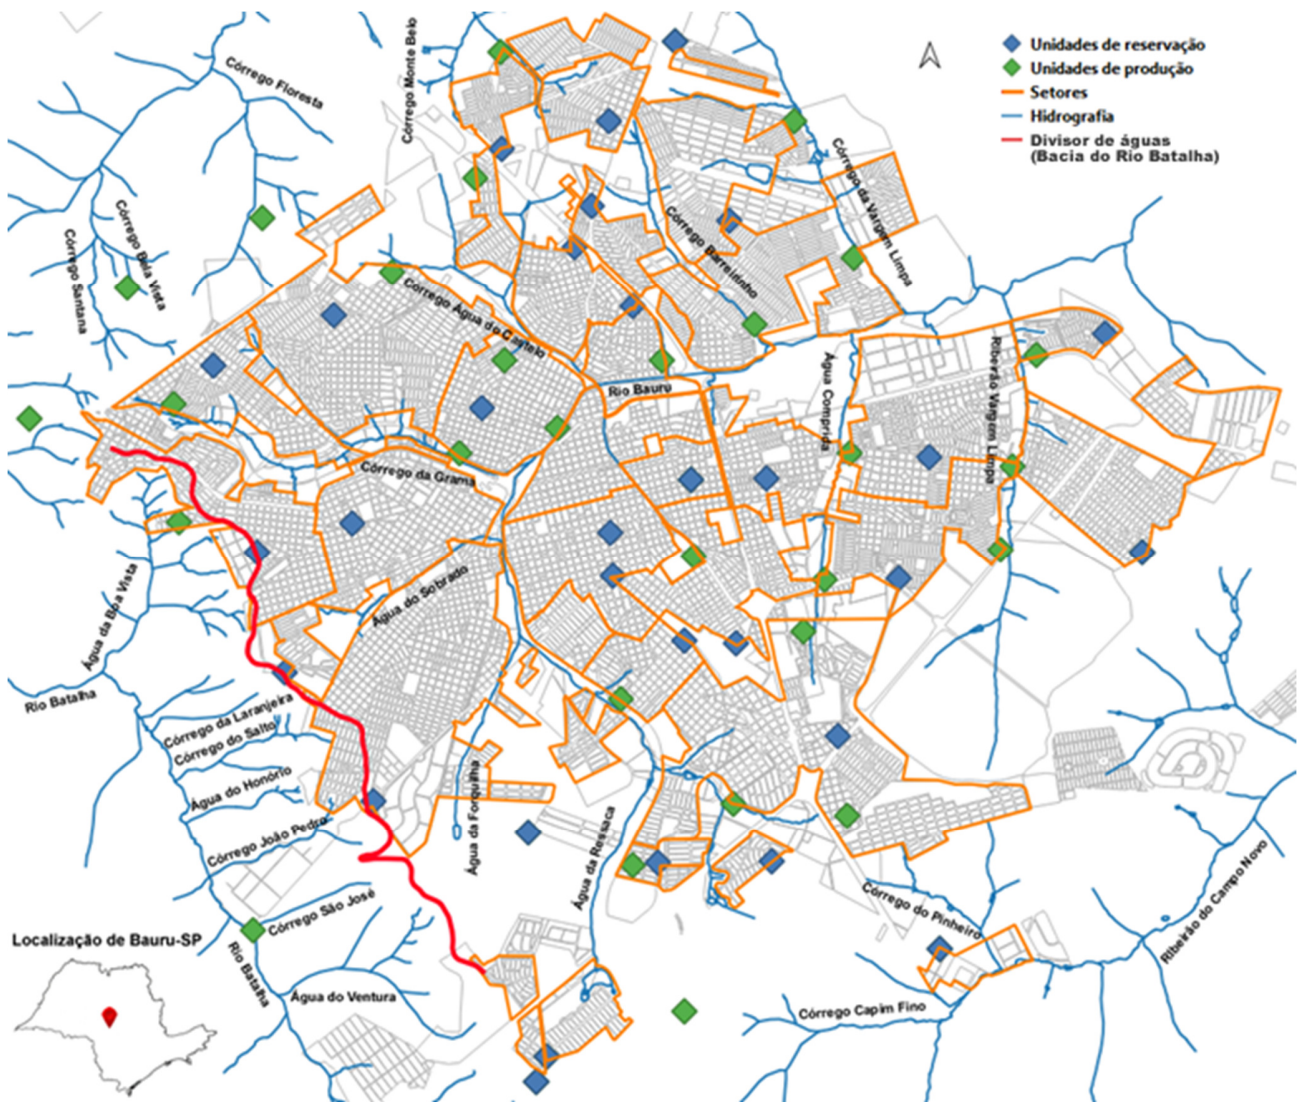 Unidades de reservação
Unidades de produção
Setores
Hidrografia
Divisor de águas
(Bacia do Rio Batalha)
Córrego Monte Belo
Córrego Floresta
Córrego Bela Vista
Córrego Santana
Córrego da Vargem Limpa
Córrego Barreirinho
Córrego Água do Castelo
Rio Bauru
Água Comprida
Ribeirão Vargem Limpa
Córrego da Grama
Água do Sobrado
Água da Boa Vista
Rio Batalha
Córrego da Laranjeira
Córrego do Salto
Água do Honório
Córrego João Pedro
Água da Forquilha
Água da Ressaca
Córrego São José
Rio Batalha
Água do Ventura
Córrego do Pinheiro
Ribeirão do Campo Novo
Córrego Capim Fino
Localização de Bauru-SP